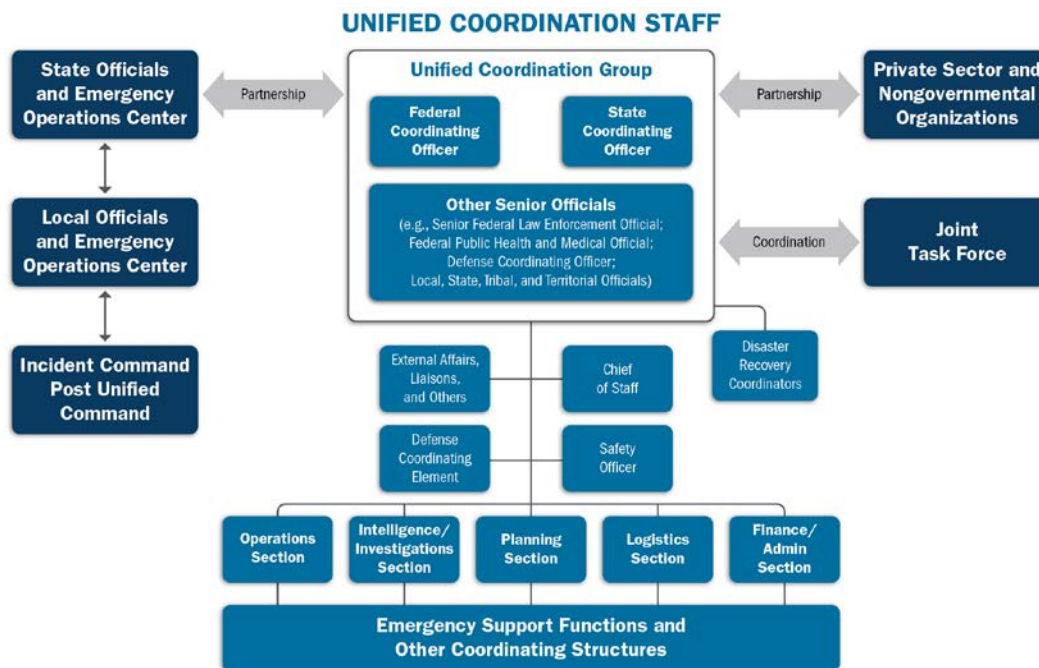 UNIFIED COORDINATION STAFF
State Officials
and Emergency
Operations Center
Partnership
Unified Coordination Group
Federal
Coordinating
Officer
State
Coordinating
Officer
Partnership
Private Sector and
Nongovernmental
Organizations
Local Officials
and Emergency
Operations Center
Other Senior Officials
(e.g., Senior Federal Law Enforcement Official;
Federal Public Health and Medical Official;
Defense Coordinating Officer;
Local, State, Tribal, and Territorial Officials)
Coordination
Joint
Task Force
Incident Command
Post Unified
Command
External Affairs,
Liaisons,
and Others
Chief
of Staff
Disaster
Recovery
Coordinators
Defense
Coordinating
Element
Safety
Officer
Operations
Section
Intelligence/
Investigations
Section
Planning
Section
Logistics
Section
Finance/
Admin
Section
Emergency Support Functions and
Other Coordinating Structures